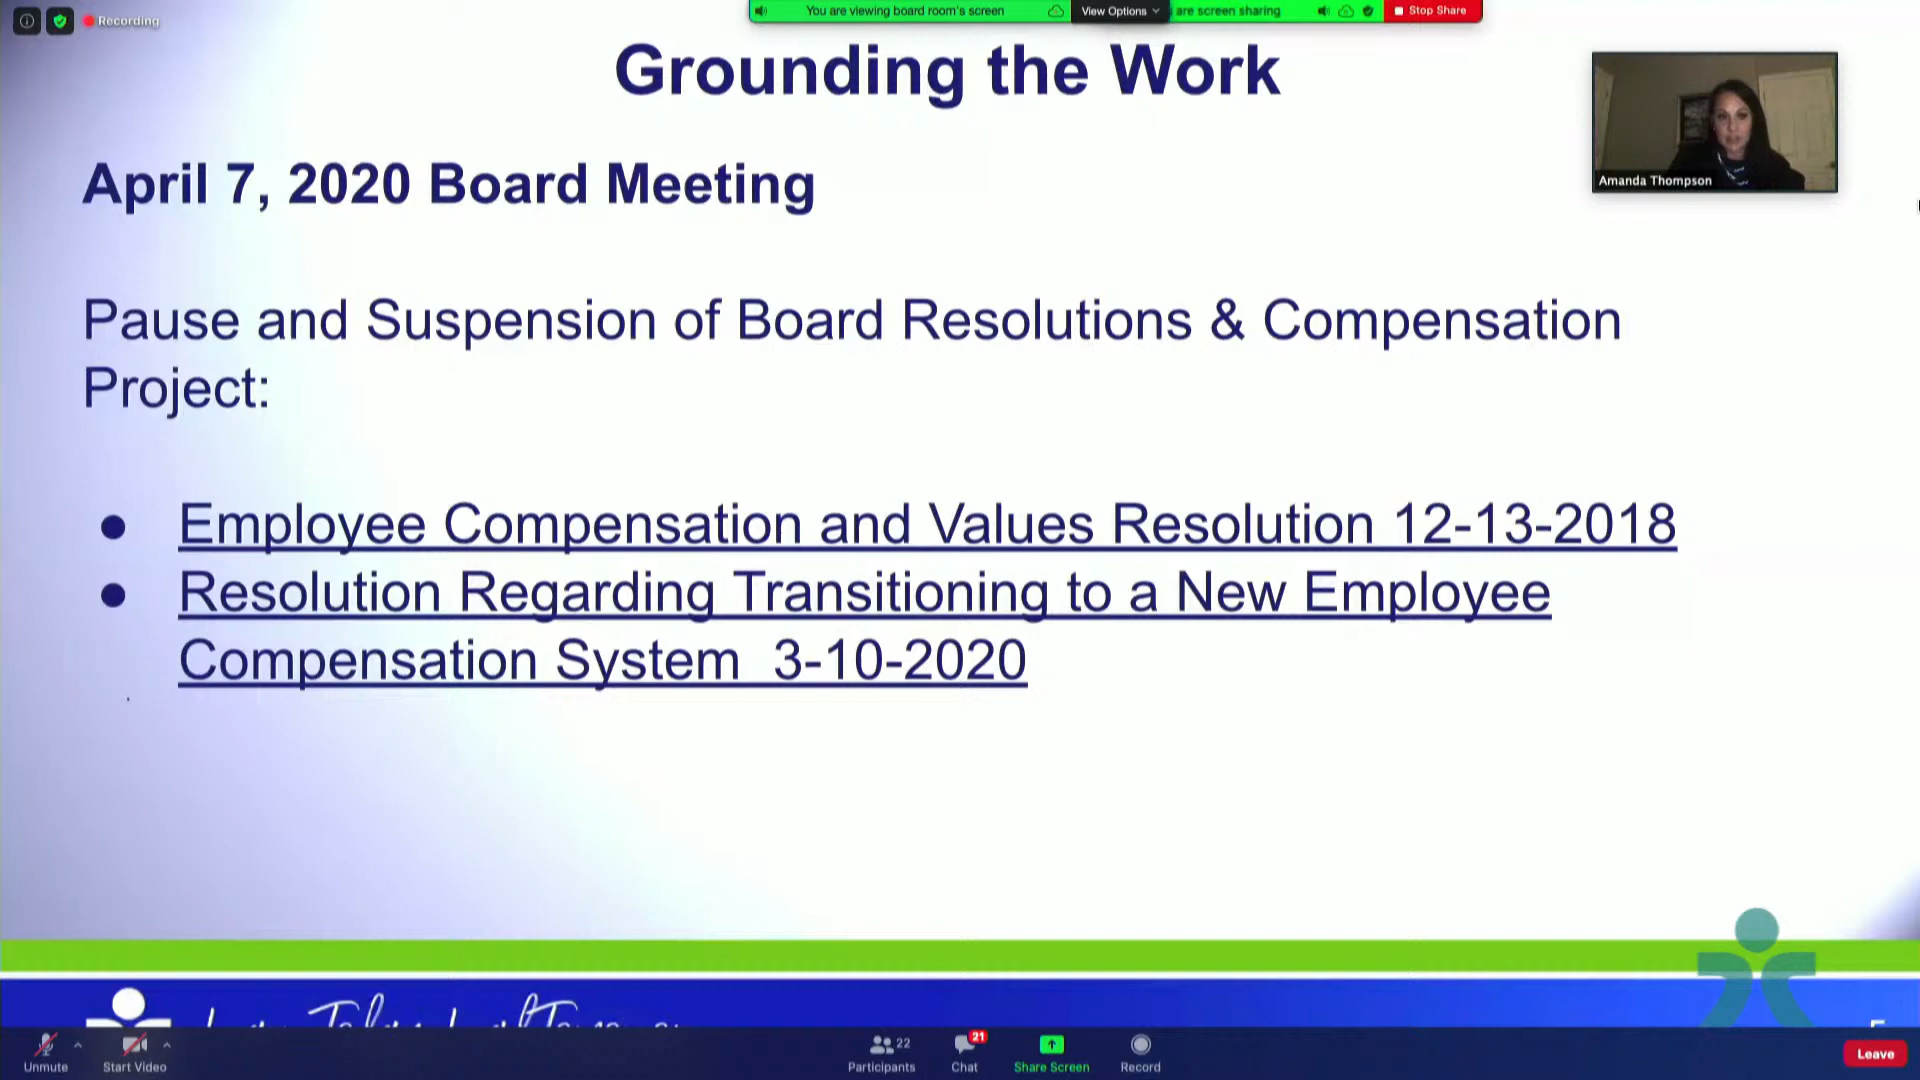 Recording
You are viewing board room's screen
View Options
are screen sharing
Stop Share
Grounding the Work
Amanda Thompson
April 7, 2020 Board Meeting
Pause and Suspension of Board Resolutions & Compensation
Project:
Employee Compensation and Values Resolution 12-13-2018
Resolution Regarding Transitioning to a New Employee
Compensation System 3-10-2020
Unmute
Start Video
22
Participants
21
Chat
Share Screen
Record
Leave